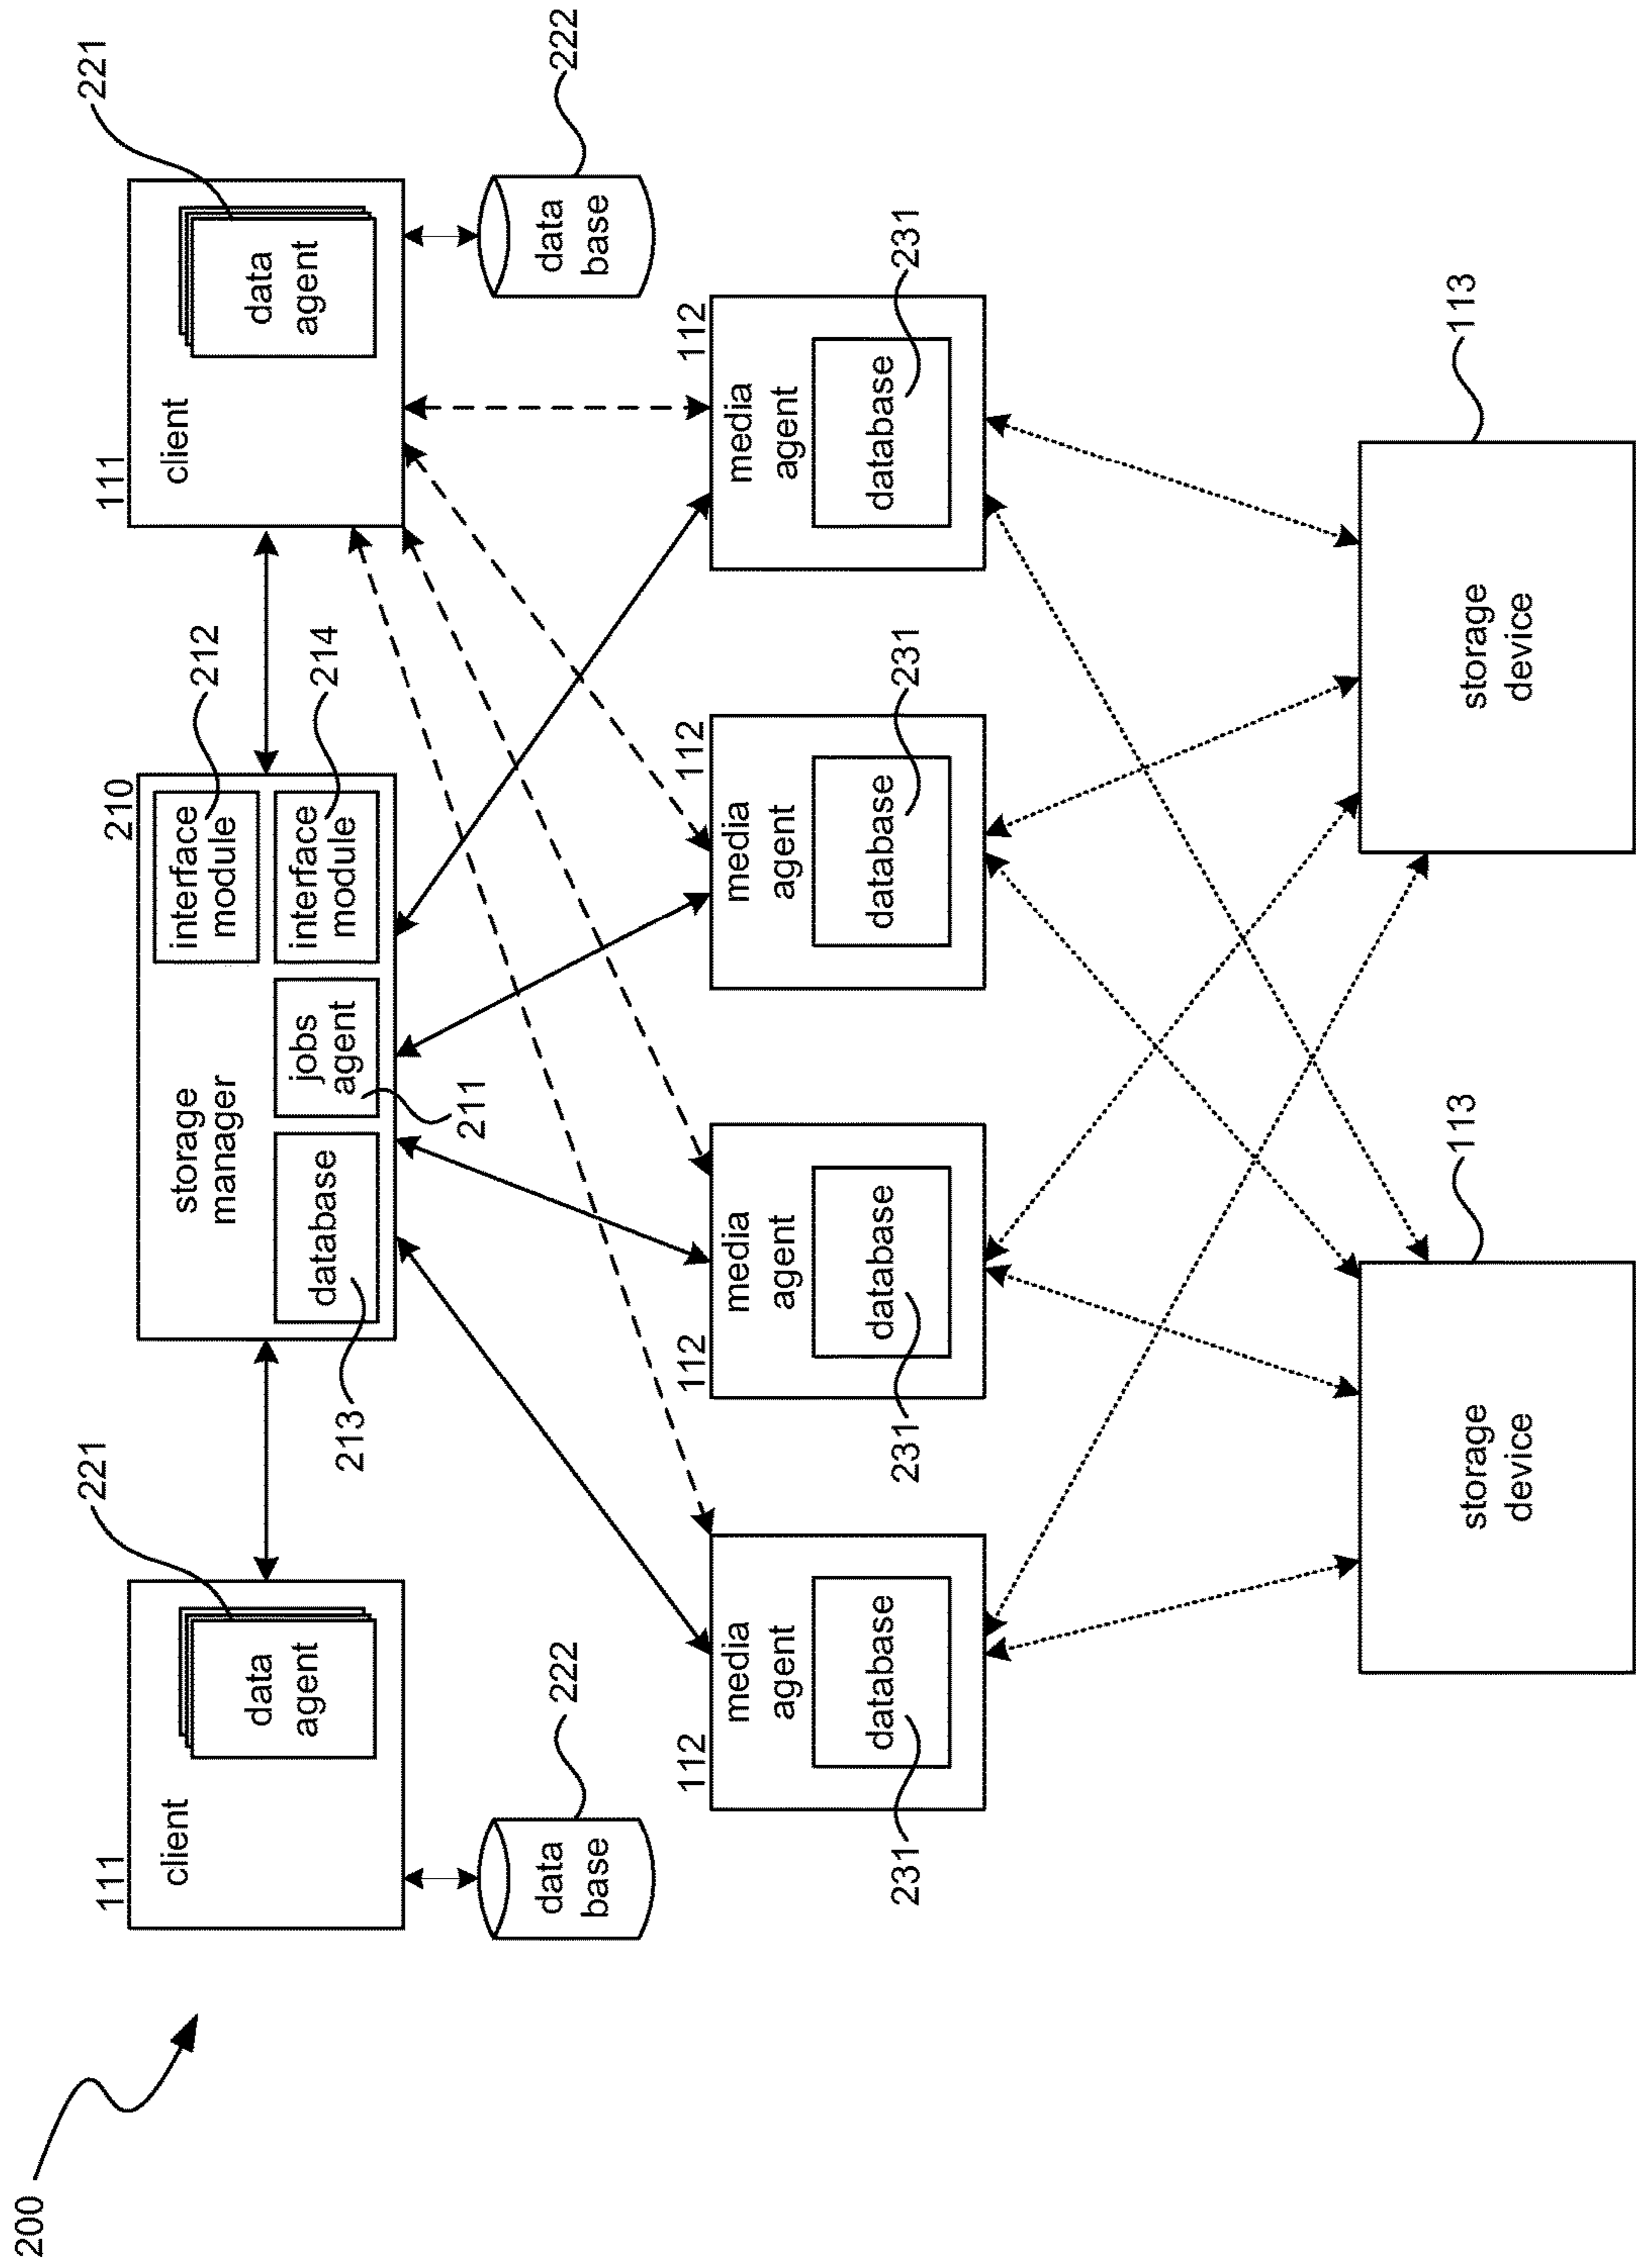 200
111
client
data
agent
221
data
base
222
210
storage
manager
database
213
jobs
agent
211
interface
module
212
interface
module
214
111
client
data
agent
221
data
base
222
112
media
agent
database
231
112
media
agent
database
231
112
media
agent
database
231
112
media
agent
database
231
storage
device
113
storage
device
113